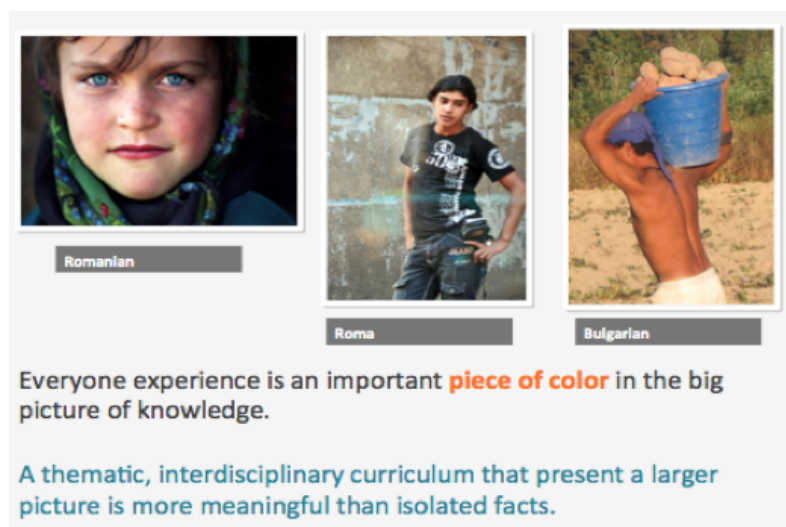 Romanian
Roma
Bulgarian
Everyone experience is an important piece of color in the big
picture of knowledge.
A thematic, interdisciplinary curriculum that present a larger
picture is more meaningful than isolated facts.